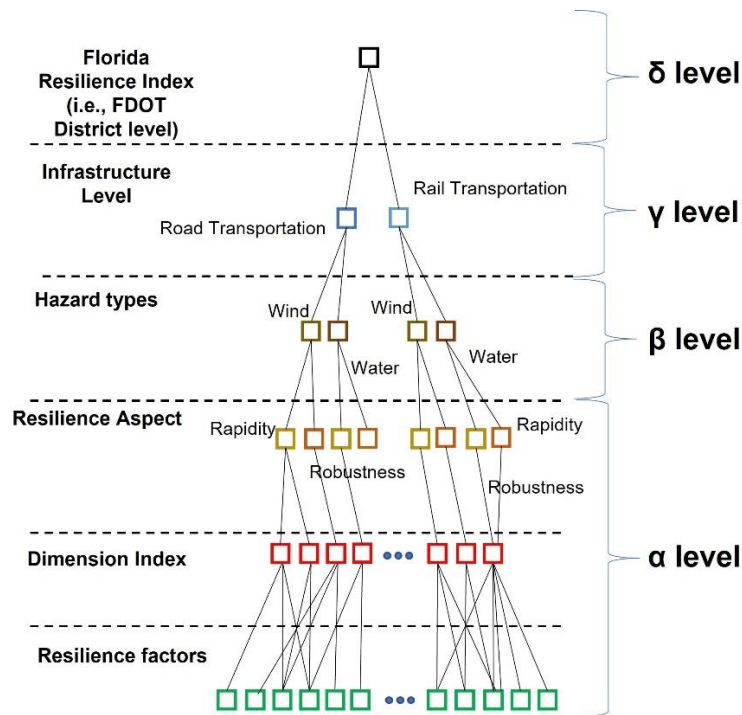 Florida
Resilience Index
(i.e., FDOT
District level)
δ level
Infrastructure
Level
Rail Transportation
Road Transportation
γ level
Hazard types
Wind
Wind
Water
Water
β level
Resilience Aspect
Rapidity
Rapidity
Robustness
Robustness
Dimension Index
α level
Resilience factors